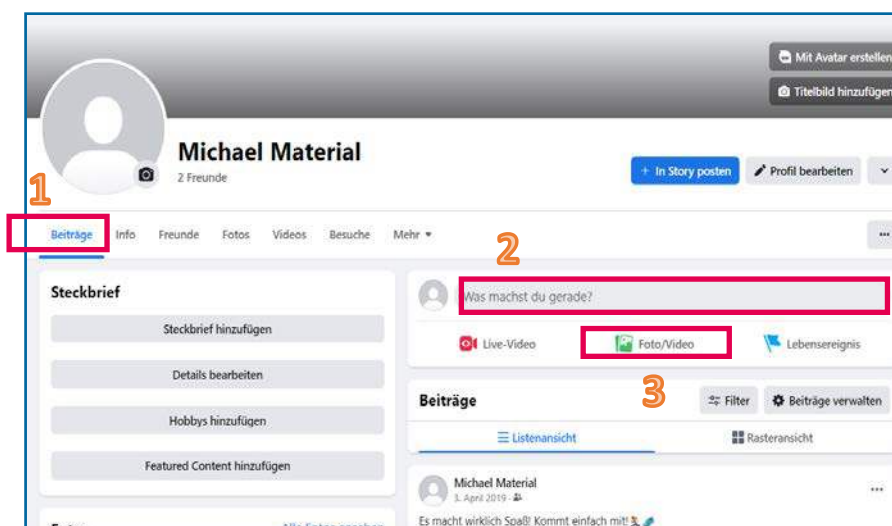 Mit Avatar erstellen
Titelbild hinzufügen
Michael Material
2 Freunde
+ In Story posten
Profil bearbeiten
1
Beiträge Info Freunde Fotos Videos Besuche Mehr
2
Steckbrief
Steckbrief hinzufügen
Details bearbeiten
Hobbys hinzufügen
Featured Content hinzufügen
Was machst du gerade?
Live-Video Foto/Video Lebensereignis
3
Beiträge
Filter Beiträge verwalten
Listenansicht Rasteransicht
Michael Material
3. April 2019
Es macht wirklich Spaß! Kommt einfach mit!